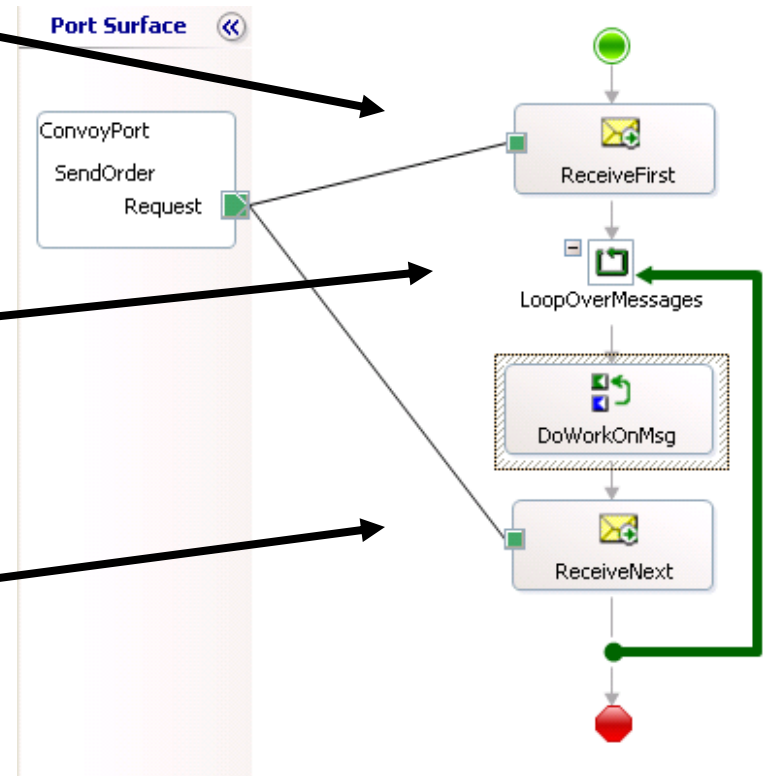 Port Surface
ConvoyPort
SendOrder
Request
ReceiveFirst
LoopOverMessages
DoWorkOnMsg
ReceiveNext